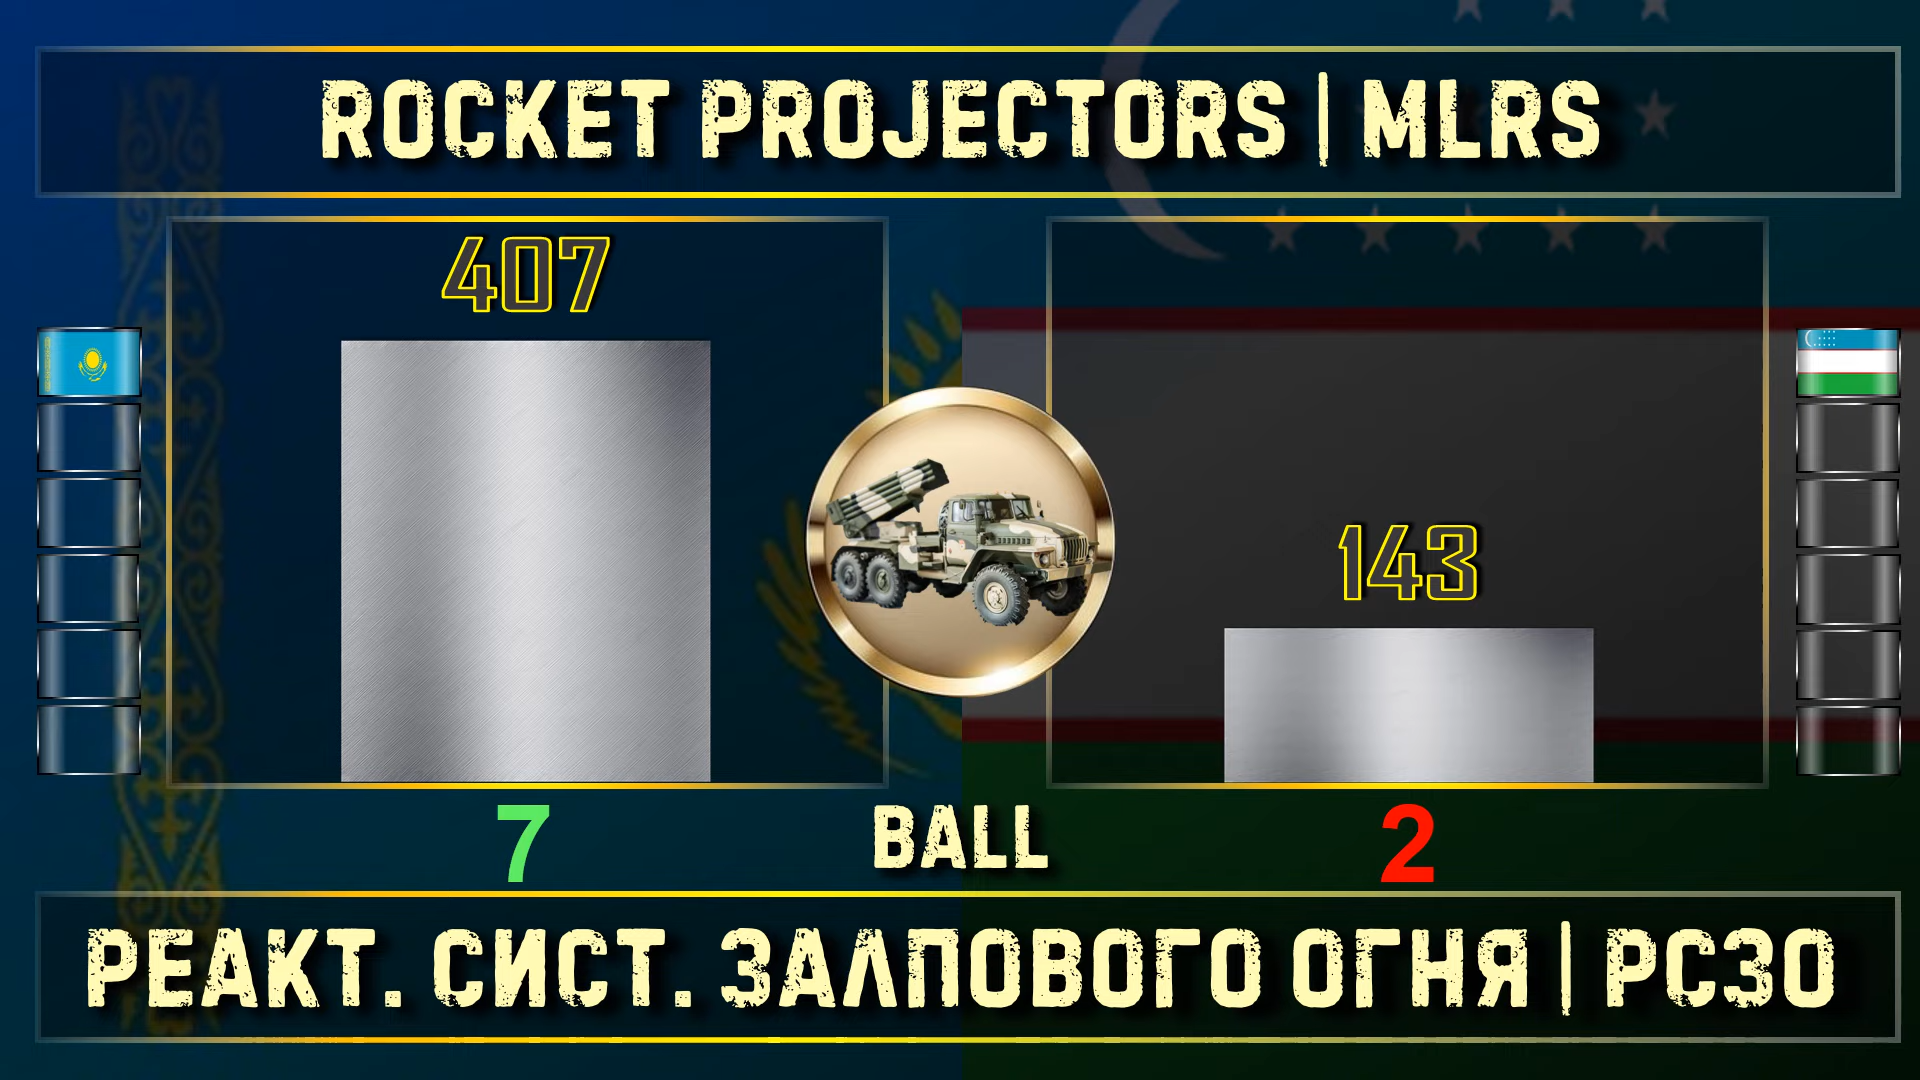 ROCKET PROJECTORS | MLRS
407
143
7 BALL 2
РЕАКТ. СИСТ. ЗАЛПОВОГО ОГНЯ | РСЗО